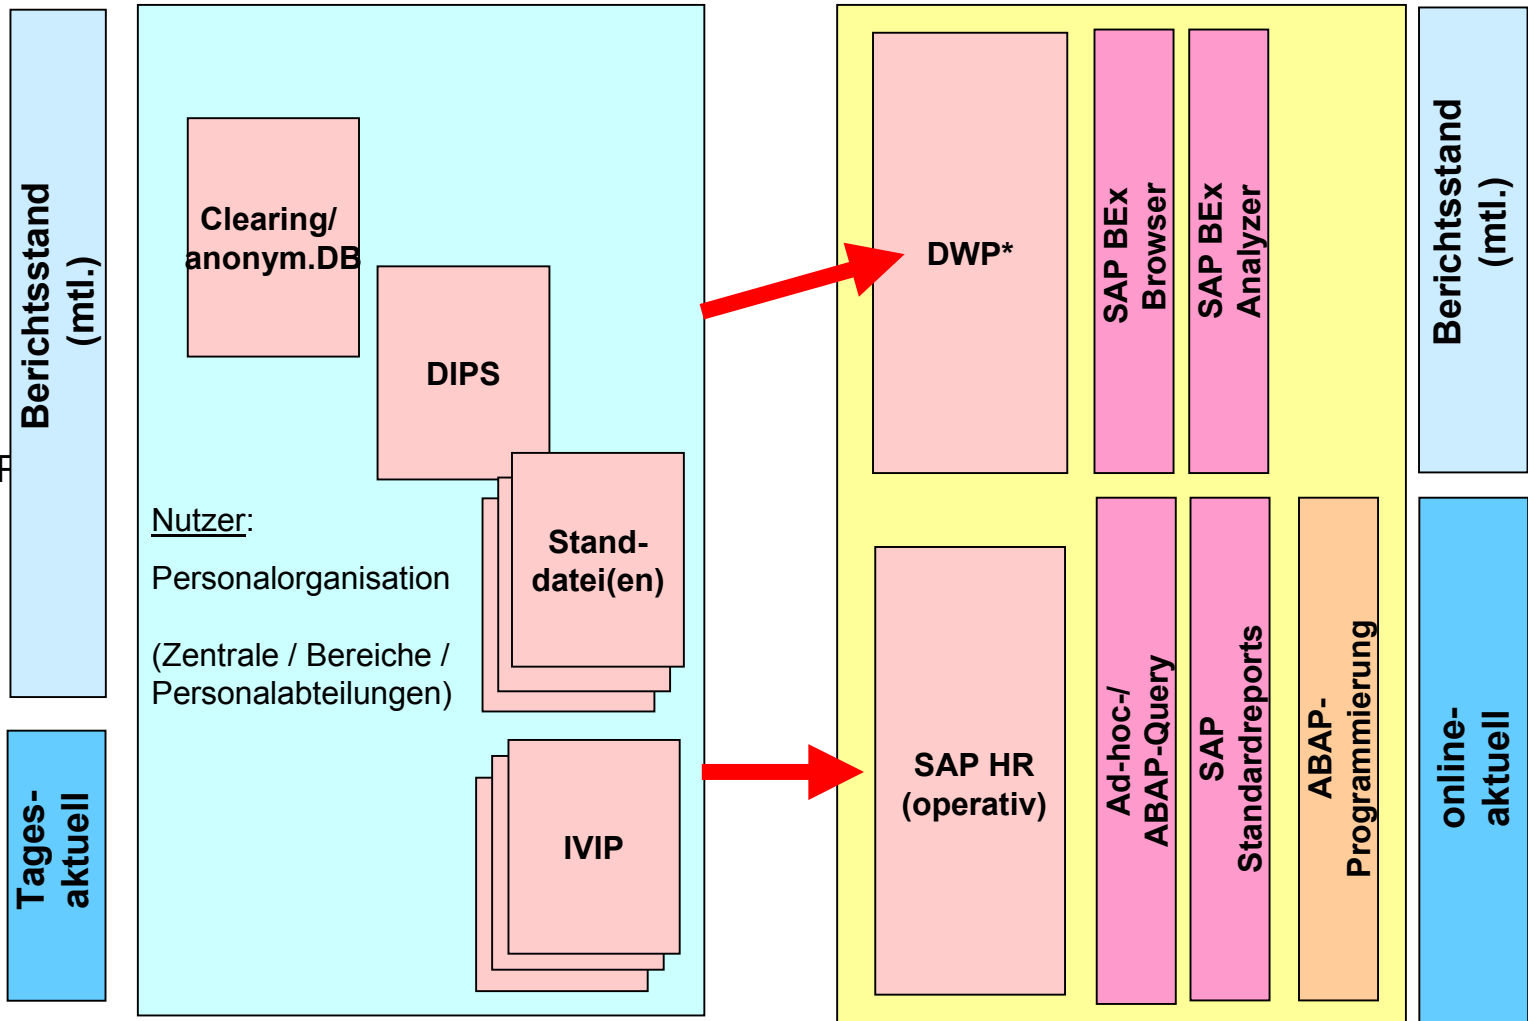 Berichtsstand
(mtl.)
Tages-
aktuell
Clearing/
anonym.DB
DIPS
Stand-
datei(en)
Nutzer:
Personalorganisation
(Zentrale / Bereiche /
Personalabteilungen)
IVIP
DWP*
SAP BEx
Browser
SAP BEx
Analyzer
SAP HR
(operativ)
Ad-hoc-/
ABAP-Query
SAP
Standardreports
ABAP-
Programmierung
Berichtsstand
(mtl.)
online-
aktuell